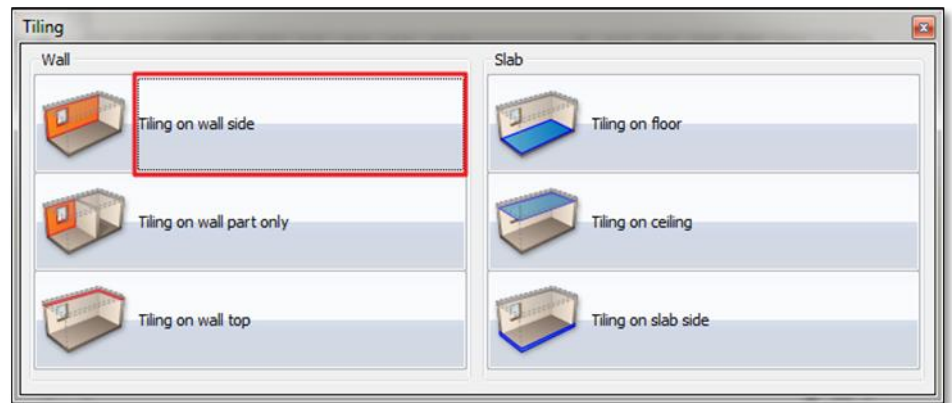 Tiling
Wall
Tiling on wall side
Tiling on wall part only
Tiling on wall top
Slab
Tiling on floor
Tiling on ceiling
Tiling on slab side